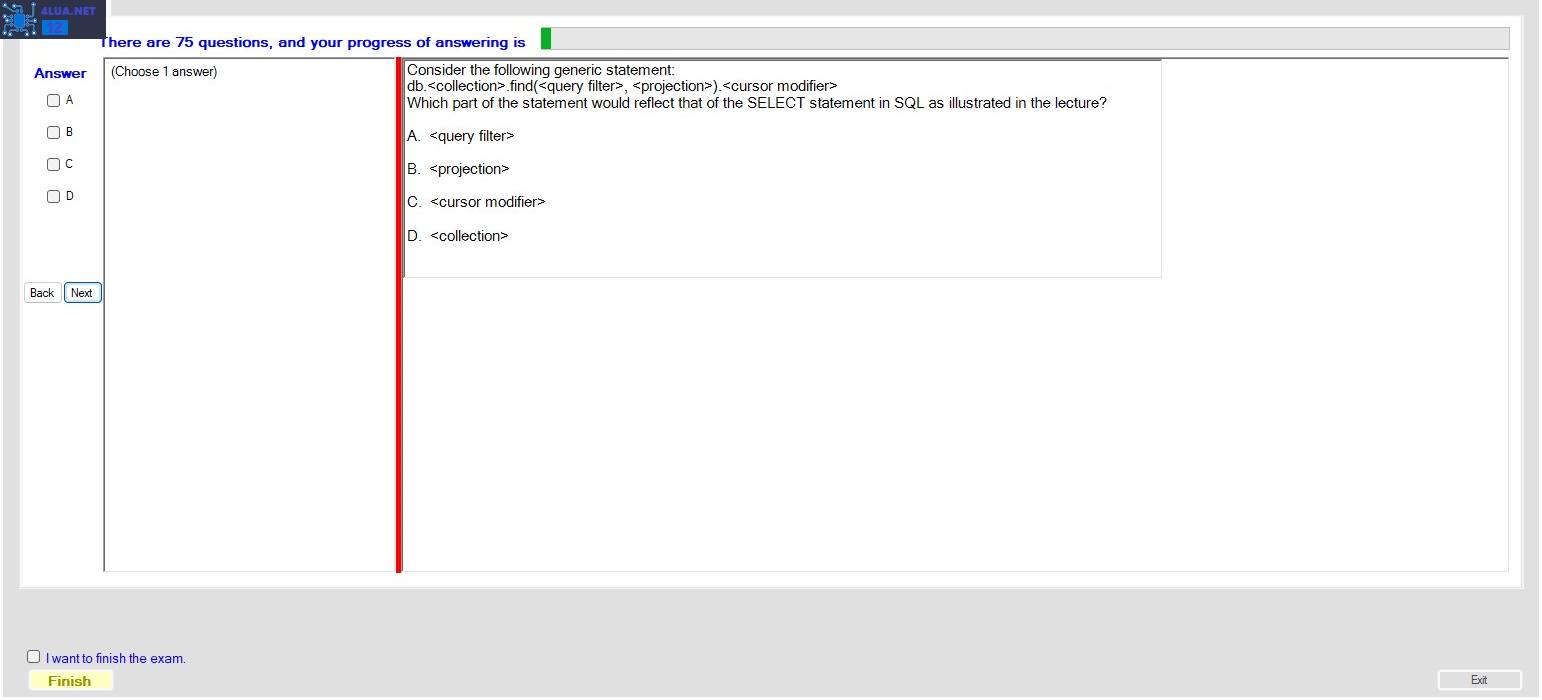 4LUA.NET
12
There are 75 questions, and your progress of answering is
Answer
A
B
C
D
Back
Next
(Choose 1 answer)
Consider the following generic statement:
db.<collection>.find(<query filter>, <projection>).<cursor modifier>
Which part of the statement would reflect that of the SELECT statement in SQL as illustrated in the lecture?
A. <query filter>
B. <projection>
C. <cursor modifier>
D. <collection>
I want to finish the exam.
Finish
Exit